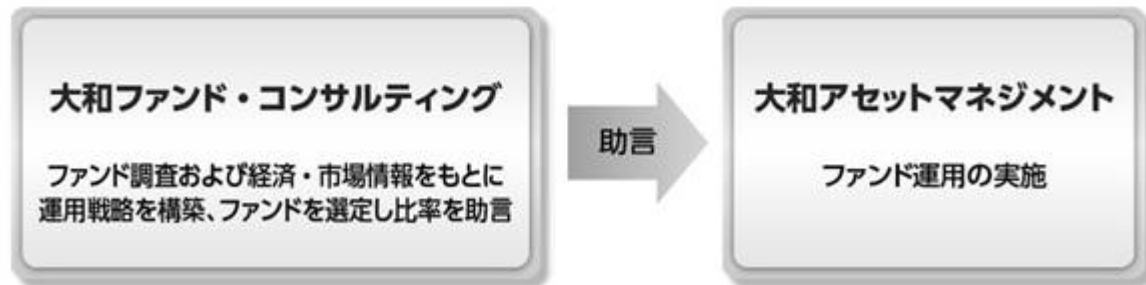 大和ファンド・コンサルティング
ファンド調査および経済・市場情報をもとに
運用戦略を構築、ファンドを選定し比率を助言
助言
大和アセットマネジメント
ファンド運用の実施